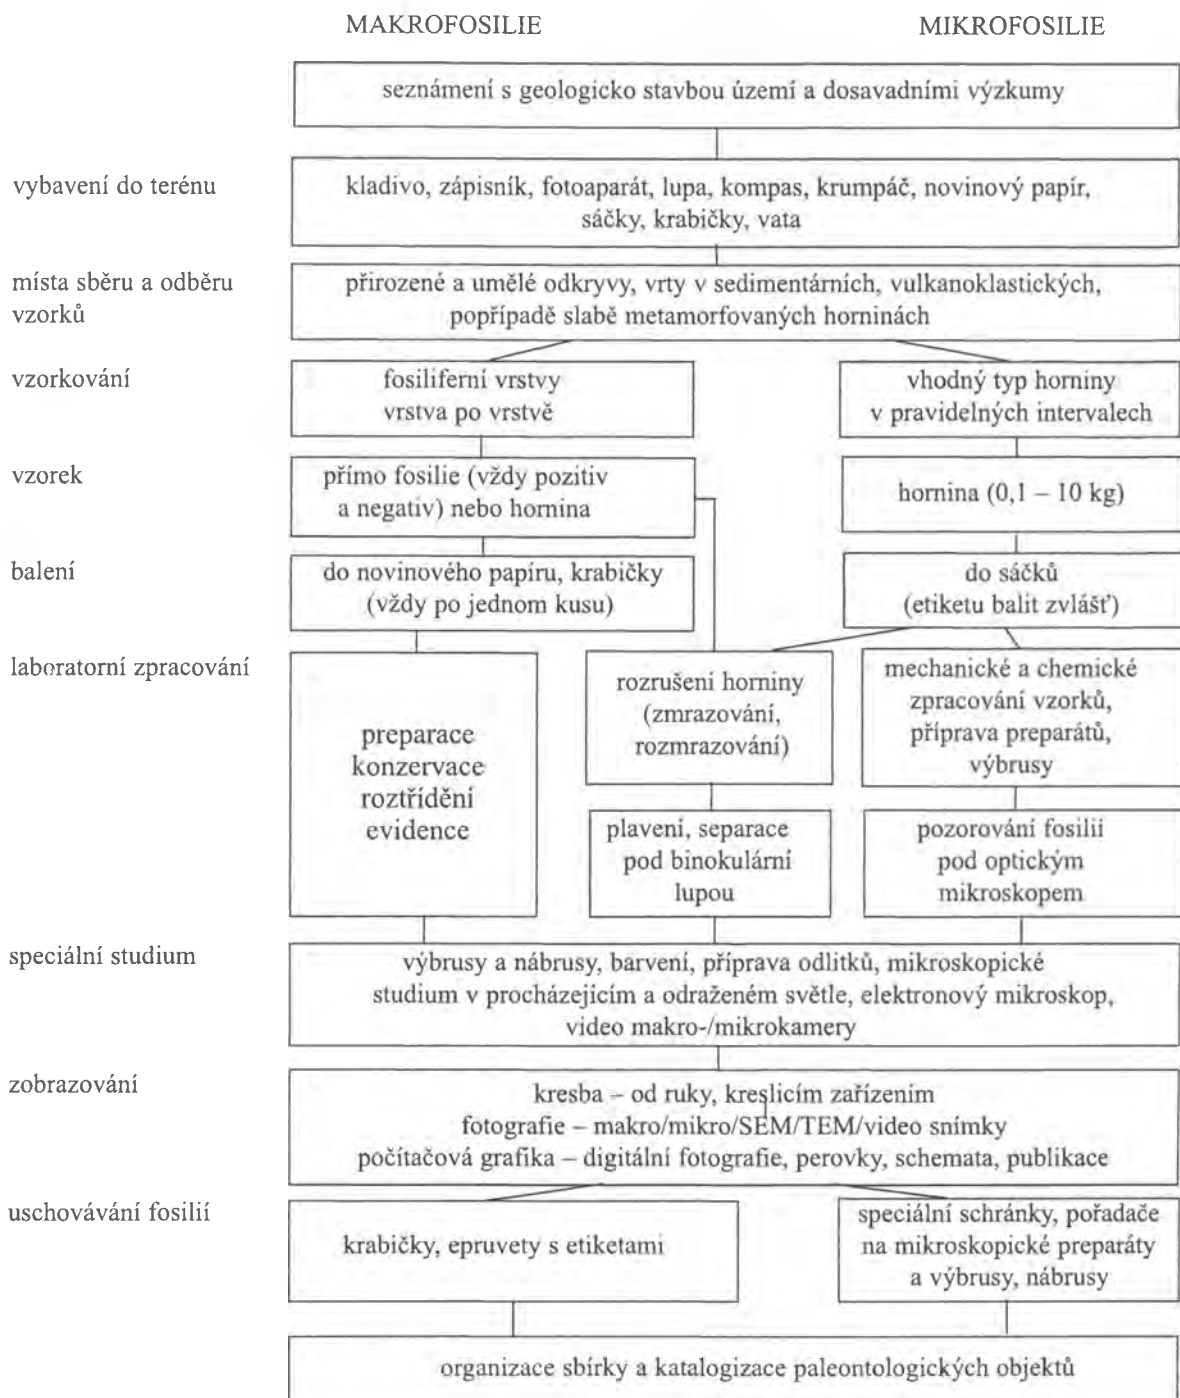 MAKROFOSILIE
MIKROFOSILIE
seznámení s geologicko stavbou území a dosavadními výzkumy
vybavení do terénu
kladivo, zápisník, fotoaparát, lupa, kompas, krumpáč, novinový papír,
sáčky, krabičky, vata
místa sběru a odběru
vzorků
přirozené a umělé odkryvy, vrty v sedimentárních, vulkanoklastických,
popřípadě slabě metamorfovaných horninách
vzorkování
fosiliferní vrstvy
vrstva po vrstvě
vhodný typ horniny
v pravidelných intervalech
vzorek
přímo fosilie (vždy pozitiv
a negativ) nebo hornina
hornina (0,1 – 10 kg)
balení
do novinového papíru, krabičky
(vždy po jednom kusu)
do sáčků
(etiketu balit zvlášť)
laboratorní zpracování
preparace
konzervace
roztřídění
evidence
rozrušení horniny
(zmrazování,
rozmrazování)
mechanické a chemické
zpracování vzorků,
příprava preparátů,
výbrusy
plavení, separace
pod binokulární
lupou
pozorování fosilii
pod optickým
mikroskopem
speciální studium
výbrusy a nábrusy, barvení, příprava odlitků, mikroskopické
studium v procházejícím a odraženém světle, elektronový mikroskop,
video makro-/mikrokamery
zobrazování
kresba – od ruky, kreslicím zařízením
fotografie – makro/mikro/SEM/TEM/video snímky
počítačová grafika – digitální fotografie, perovky, schemata, publikace
uschovávání fosilií
krabičky, epruvety s etiketami
speciální schránky, pořadače
na mikroskopické preparáty
a výbrusy, nábrusy
organizace sbírky a katalogizace paleontologických objektů